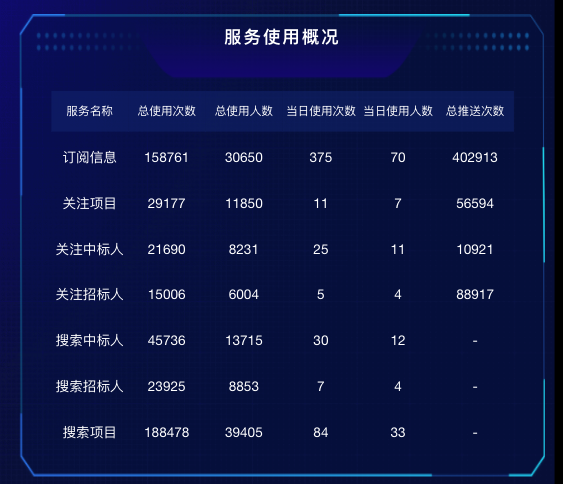 服务使用概况
服务名称 总使用次数 总使用人数 当日使用次数 当日使用人数 总推送次数
订阅信息 158761 30650 375 70 402913
关注项目 29177 11850 11 7 56594
关注中标人 21690 8231 25 11 10921
关注招标人 15006 6004 5 4 88917
搜索中标人 45736 13715 30 12 -
搜索招标人 23925 8853 7 4 -
搜索项目 188478 39405 84 33 -